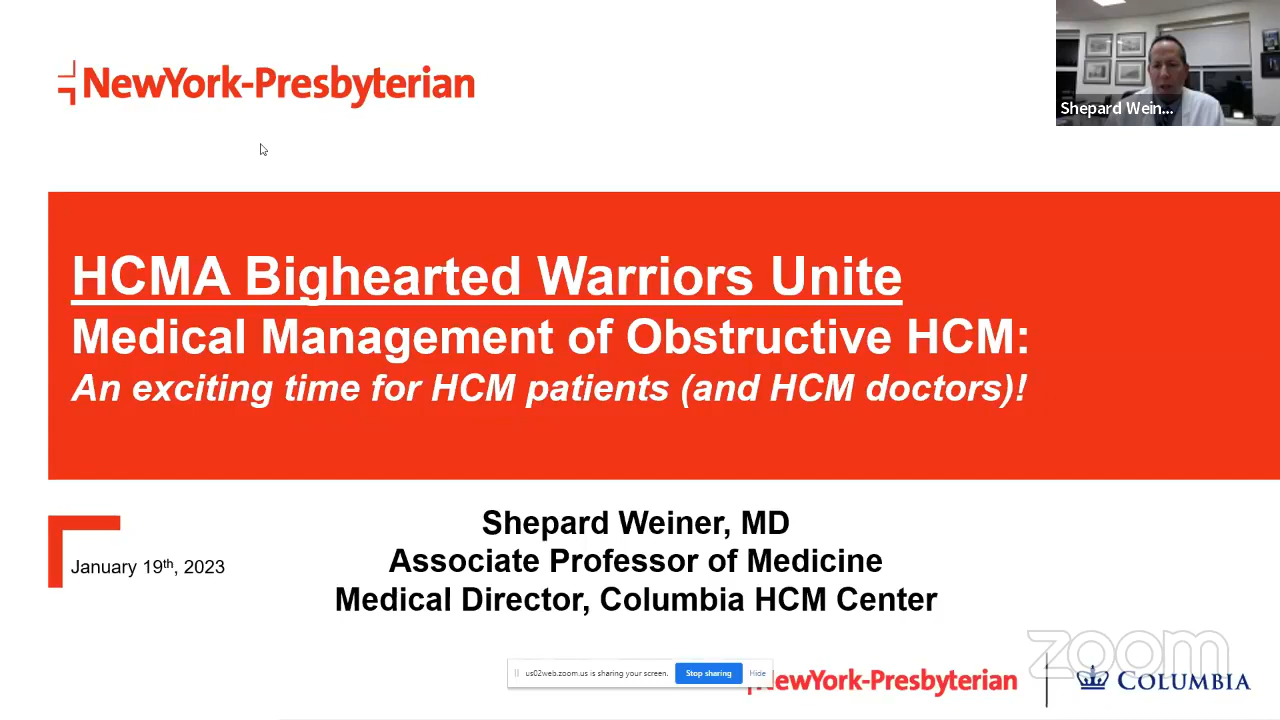 NewYork-Presbyterian
Shepard Wein...
HCMA Bighearted Warriors Unite
Medical Management of Obstructive HCM:
An exciting time for HCM patients (and HCM doctors)!
Shepard Weiner, MD
Associate Professor of Medicine
January 19th, 2023
Medical Director, Columbia HCM Center
zoom
us02web.zoom.us is sharing your screen. Stop sharing Hide
NewYork-Presbyterian
COLUMBIA